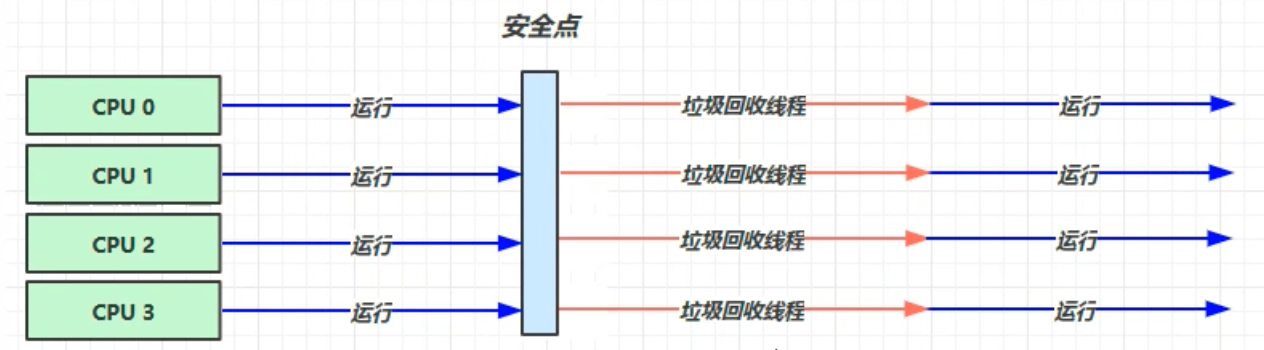 安全点
CPU 0 运行 垃圾回收线程 运行
CPU 1 运行 垃圾回收线程 运行
CPU 2 运行 垃圾回收线程 运行
CPU 3 运行 垃圾回收线程 运行